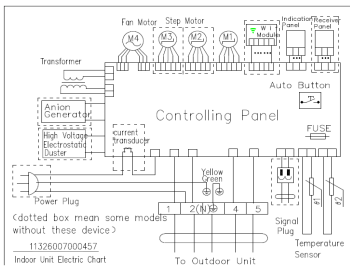 Fan Motor
Step Motor
M4
M3
M2
M1
W I
Module
Indication
Panel
Receiver
Panel
Transformer
Auto Button
Anion
Generator
Controlling Panel
FUSE
High Voltage
Electrostatic
Duster
current
transducer
Yellow
Green
Power Plug
1
2(N)
4
5
Signal
Plug
θ1
θ2
(dotted box mean some models
without these device)
Temperature
Sensor
11326007000457
Indoor Unit Electric Chart
To Outdoor Unit